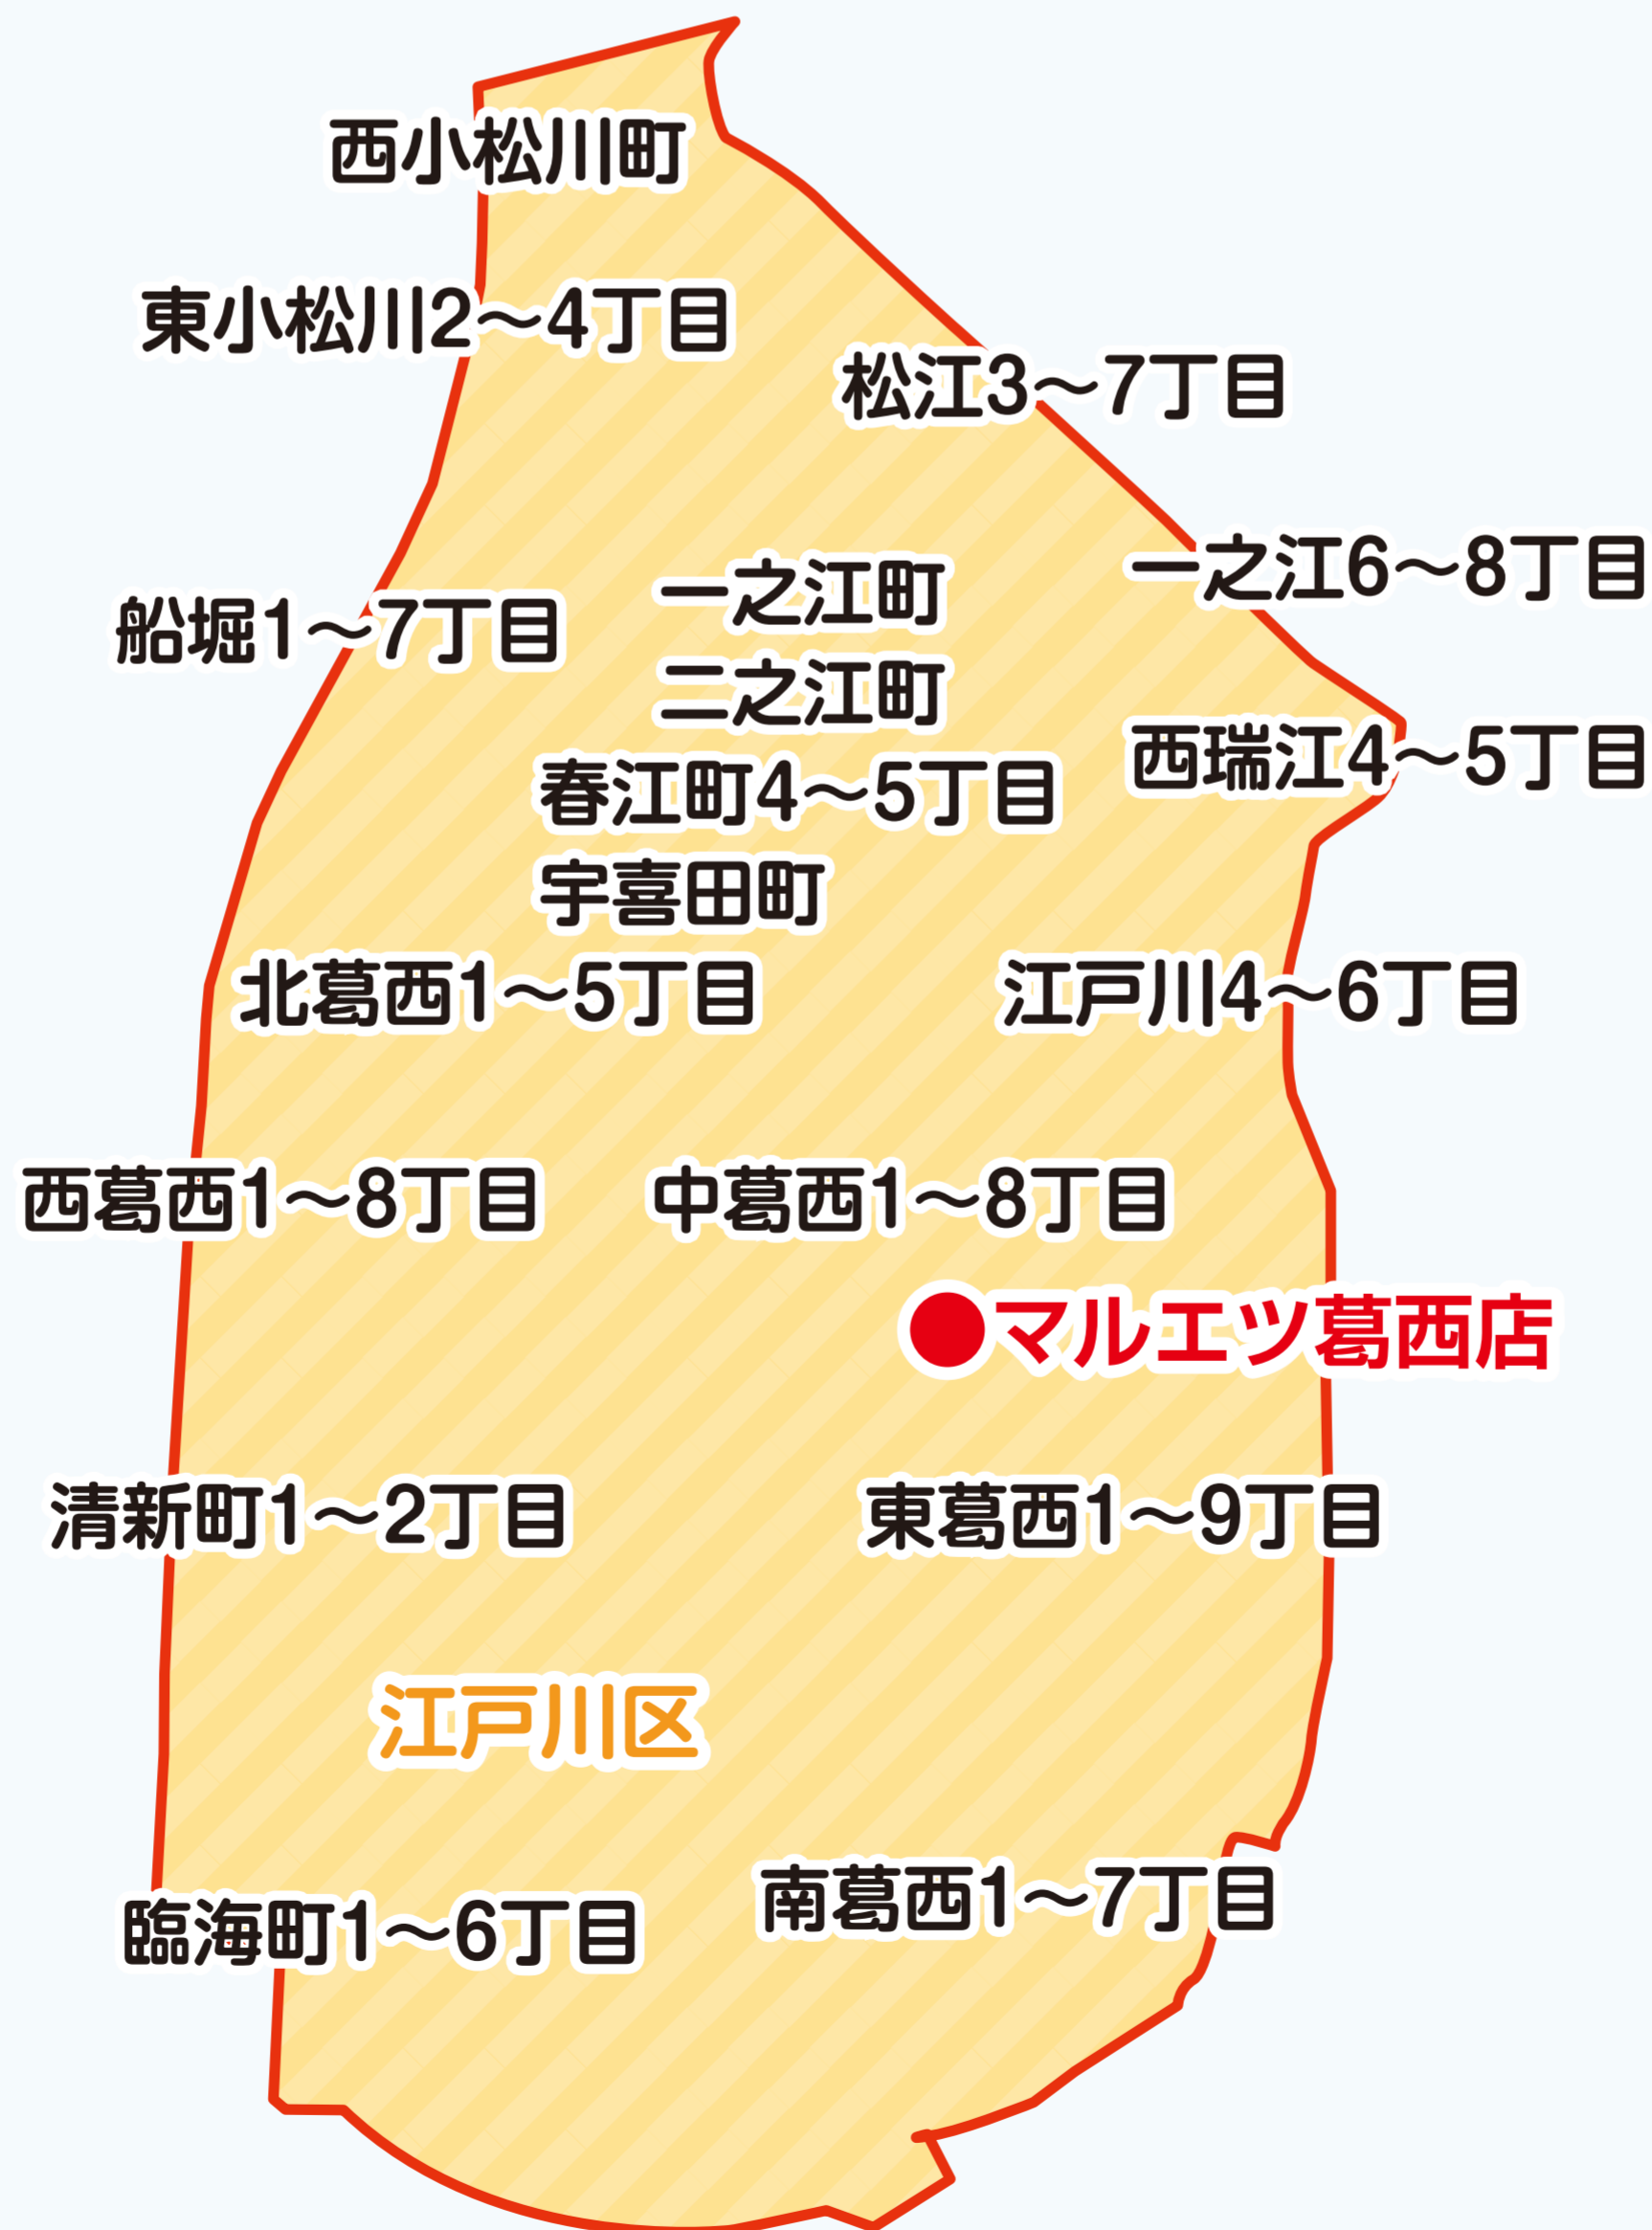 西小松川町
東小松川2〜4丁目
松江3〜7丁目
一之江6〜8丁目
一之江町
船堀1〜7丁目
二之江町
西瑞江4〜5丁目
春江町4〜5丁目
宇喜田町
北葛西1〜5丁目
江戸川4〜6丁目
西葛西1〜8丁目
中葛西1〜8丁目
マルエツ葛西店
清新町1〜2丁目
東葛西1〜9丁目
江戸川区
南葛西1〜7丁目
臨海町1〜6丁目